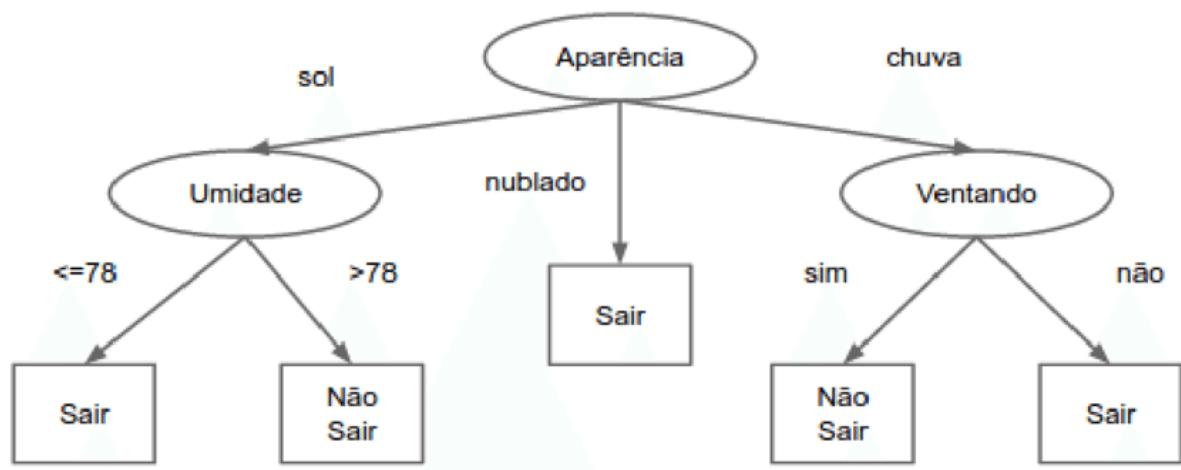 Aparência
sol
chuva
Umidade
nublado
Ventando
<=78
>78
Sair
sim
não
Sair
Não
Sair
Não
Sair
Sair